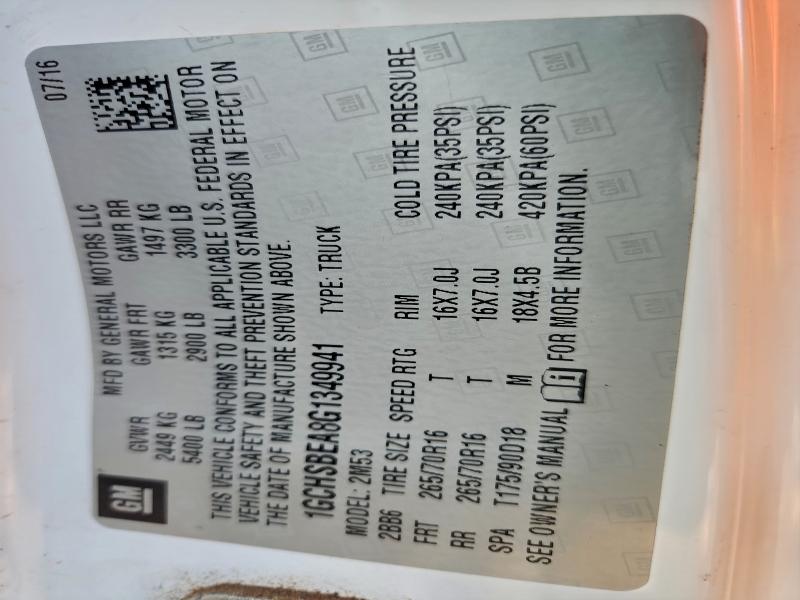 GM
MFD BY GENERAL MOTORS LLC 07/16
GVWR GAWR FRT GAWR RR
2449 KG 1315 KG 1497 KG
5400 LB 2900 LB 3300 LB
THIS VEHICLE CONFORMS TO ALL APPLICABLE U.S. FEDERAL MOTOR
VEHICLE SAFETY AND THEFT PREVENTION STANDARDS IN EFFECT ON
THE DATE OF MANUFACTURE SHOWN ABOVE.
1GCHSBEA8G1349941 TYPE: TRUCK
MODEL: 2M53
2BB6 TIRE SIZE SPEED RTG RIM COLD TIRE PRESSURE
FRT 265/70R16 T 16X7.0J 240KPA(35PSI)
RR 265/70R16 T 16X7.0J 240KPA(35PSI)
SPA T175/90D18 M 18X4.5B 420KPA(60PSI)
SEE OWNER'S MANUAL FOR MORE INFORMATION.